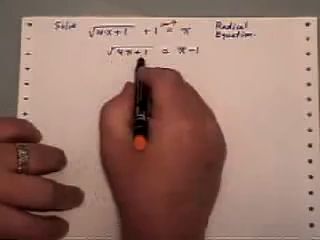 Solve √4x+1 + 1 = x Radical Equation.
√4x+1 = x-1